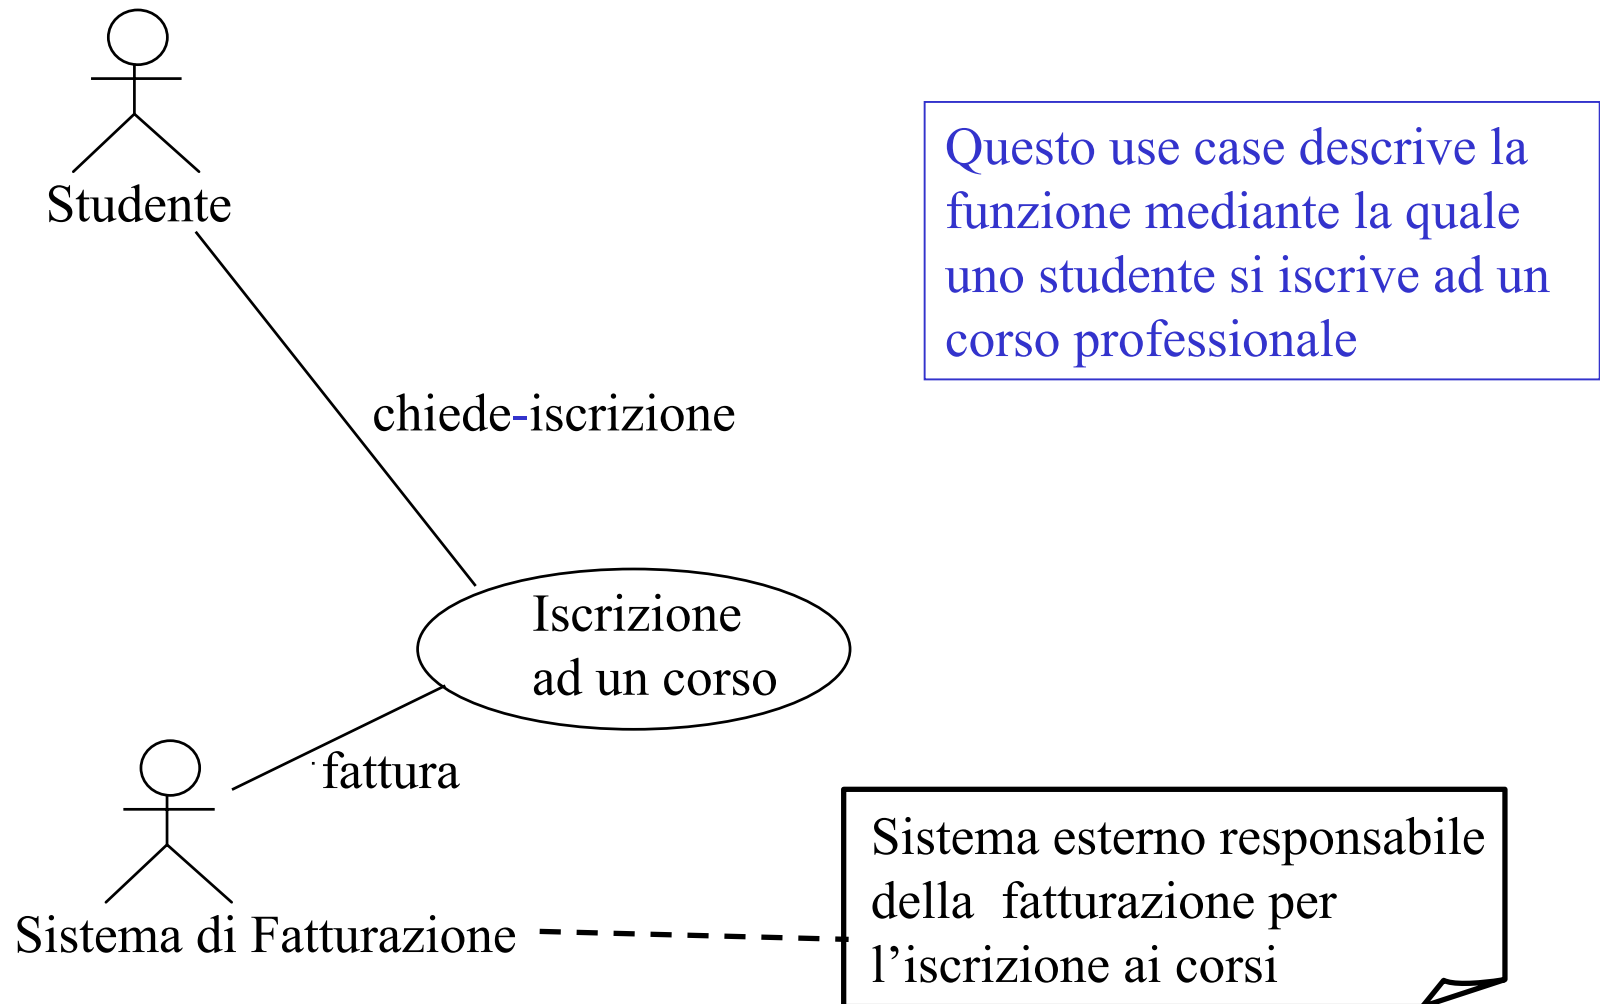 Studente
Questo use case descrive la
funzione mediante la quale
uno studente si iscrive ad un
corso professionale
chiede-iscrizione
Iscrizione
ad un corso
fattura
Sistema di Fatturazione
Sistema esterno responsabile
della fatturazione per
l’iscrizione ai corsi